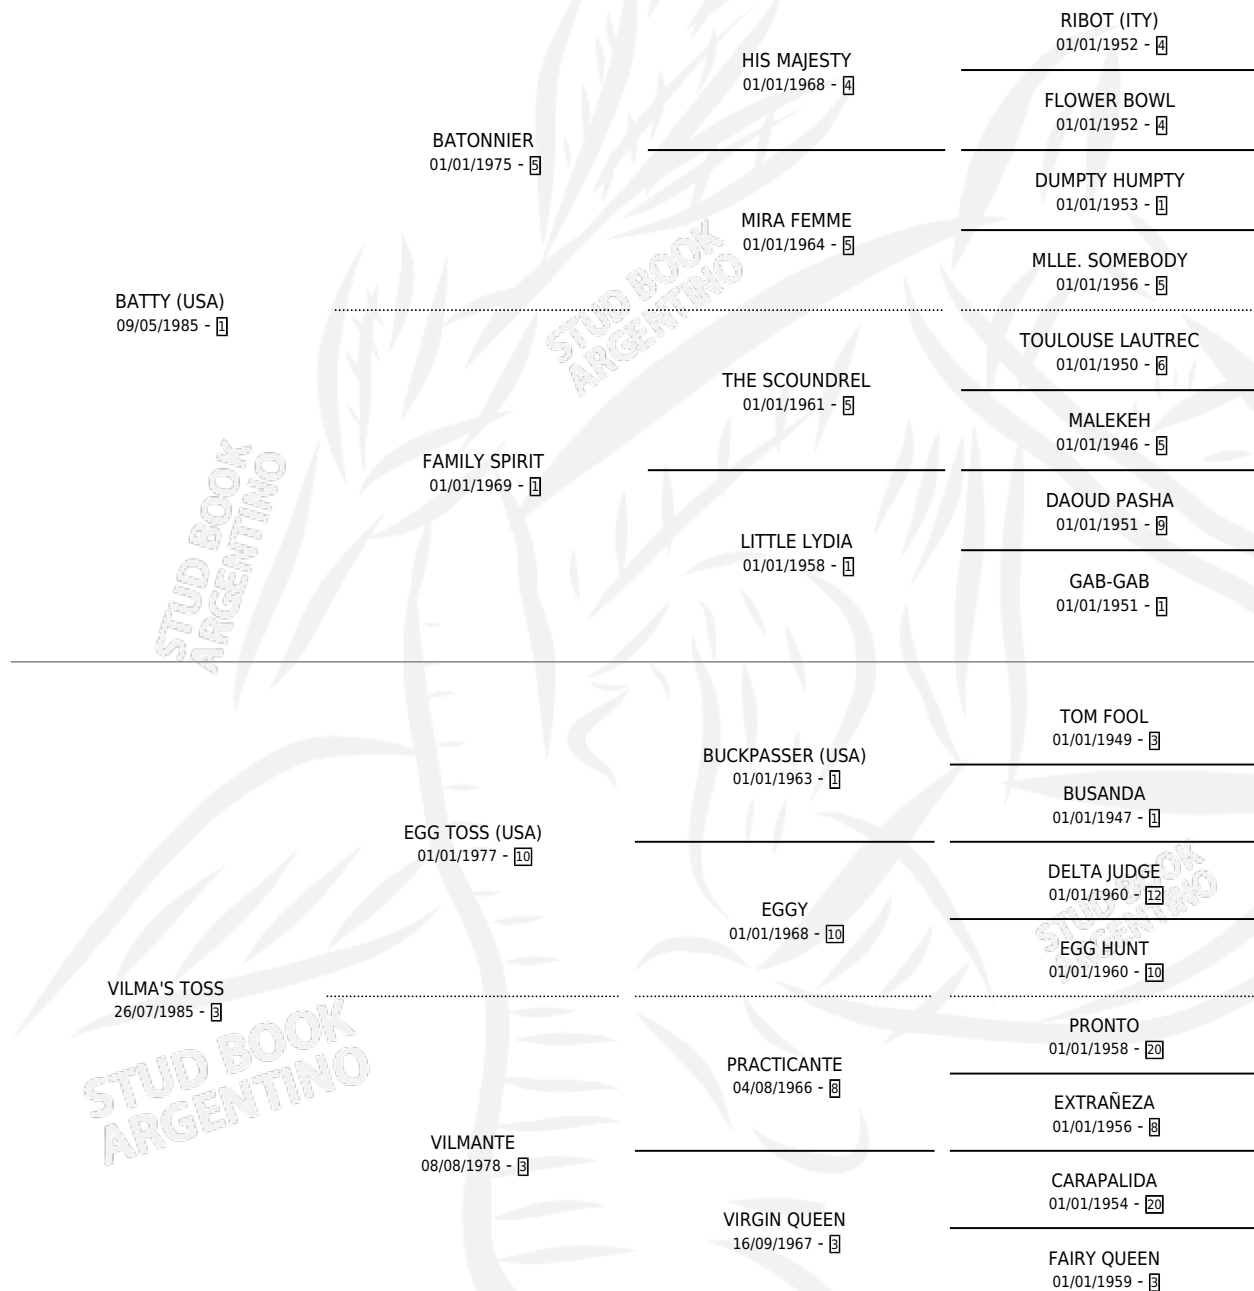 RIBOT (ITY)
01/01/1952 - 4
HIS MAJESTY
01/01/1968 - 4
FLOWER BOWL
01/01/1952 - 4
BATONNIER
01/01/1975 - 5
DUMPTY HUMPTY
01/01/1953 - 1
MIRA FEMME
01/01/1964 - 5
MLLE. SOMEBODY
01/01/1956 - 5
BATTY (USA)
09/05/1985 - 1
STUD BOOK
ARGENTINO
TOULOUSE LAUTREC
01/01/1950 - 6
THE SCOUNDREL
01/01/1961 - 5
MALEKEH
01/01/1946 - 5
FAMILY SPIRIT
01/01/1969 - 1
DAOUD PASHA
01/01/1951 - 9
LITTLE LYDIA
01/01/1958 - 1
GAB-GAB
01/01/1951 - 1
STUD BOOK
ARGENTINO
TOM FOOL
01/01/1949 - 3
BUCKPASSER (USA)
01/01/1963 - 1
BUSANDA
01/01/1947 - 1
EGG TOSS (USA)
01/01/1977 - 10
DELTA JUDGE
01/01/1960 - 12
EGGY
01/01/1968 - 10
STUD BOOK
ARGENTINO
EGG HUNT
01/01/1960 - 10
VILMA'S TOSS
26/07/1985 - 3
PRONTO
01/01/1958 - 20
PRACTICANTE
04/08/1966 - 8
STUD BOOK
ARGENTINO
EXTRAÑEZA
01/01/1956 - 8
VILMANTE
08/08/1978 - 3
CARAPALIDA
01/01/1954 - 20
VIRGIN QUEEN
16/09/1967 - 3
FAIRY QUEEN
01/01/1959 - 3